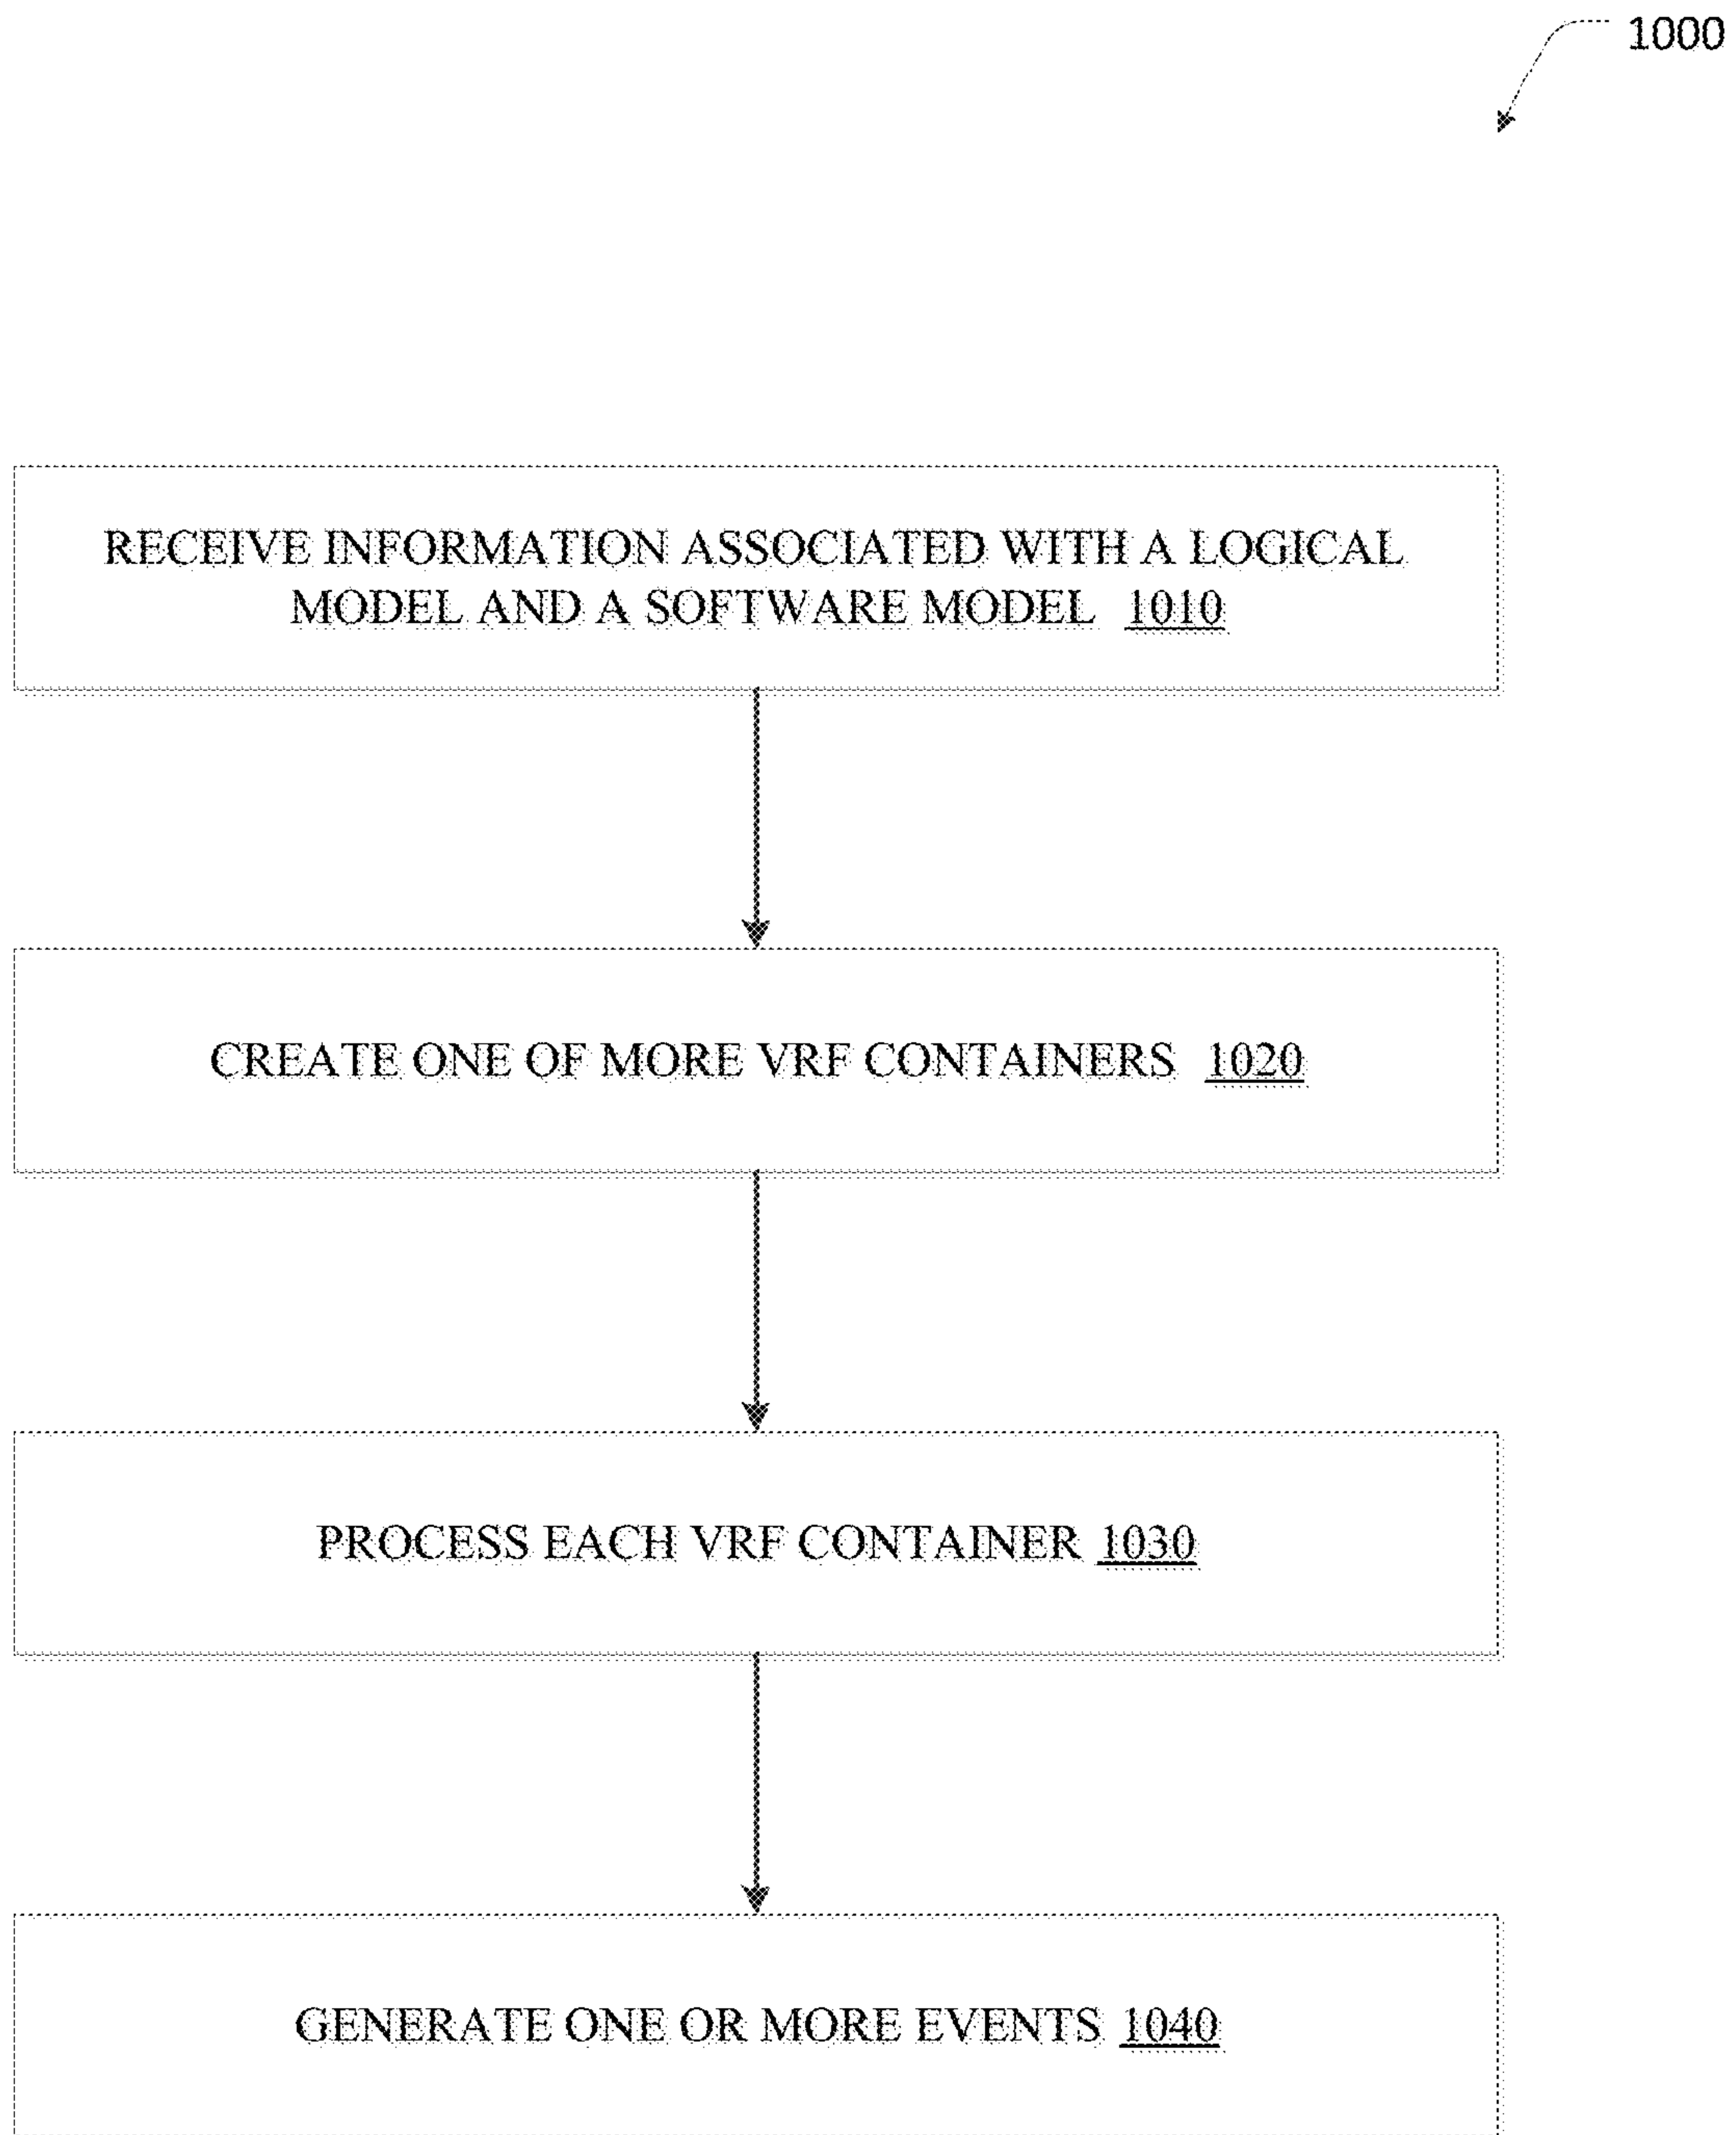 1000
RECEIVE INFORMATION ASSOCIATED WITH A LOGICAL
MODEL AND A SOFTWARE MODEL 1010
CREATE ONE OF MORE VRF CONTAINERS 1020
PROCESS EACH VRF CONTAINER 1030
GENERATE ONE OR MORE EVENTS 1040